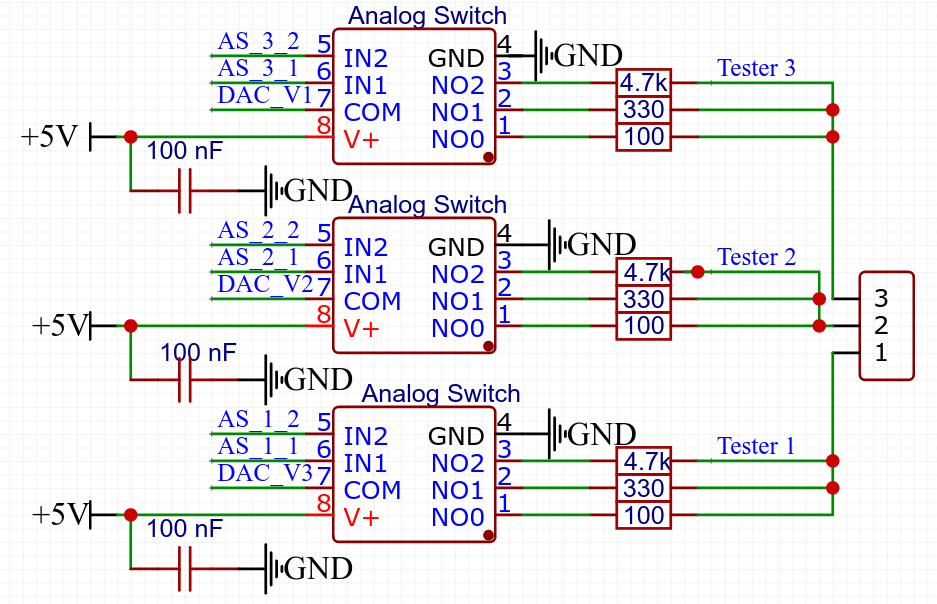 Analog Switch
AS_3_2 5 IN2 GND 4 GND
AS_3_1 6 IN1 NO2 3 4.7k Tester 3
DAC_V1 7 COM NO1 2 330
+5V 8 V+ NO0 1 100
100 nF
GND
Analog Switch
AS_2_2 5 IN2 GND 4 GND
AS_2_1 6 IN1 NO2 3 4.7k Tester 2
DAC_V2 7 COM NO1 2 330 3
+5V 8 V+ NO0 1 100 2
100 nF 1
GND
Analog Switch
AS_1_2 5 IN2 GND 4 GND
AS_1_1 6 IN1 NO2 3 4.7k Tester 1
DAC_V3 7 COM NO1 2 330
+5V 8 V+ NO0 1 100
100 nF
GND